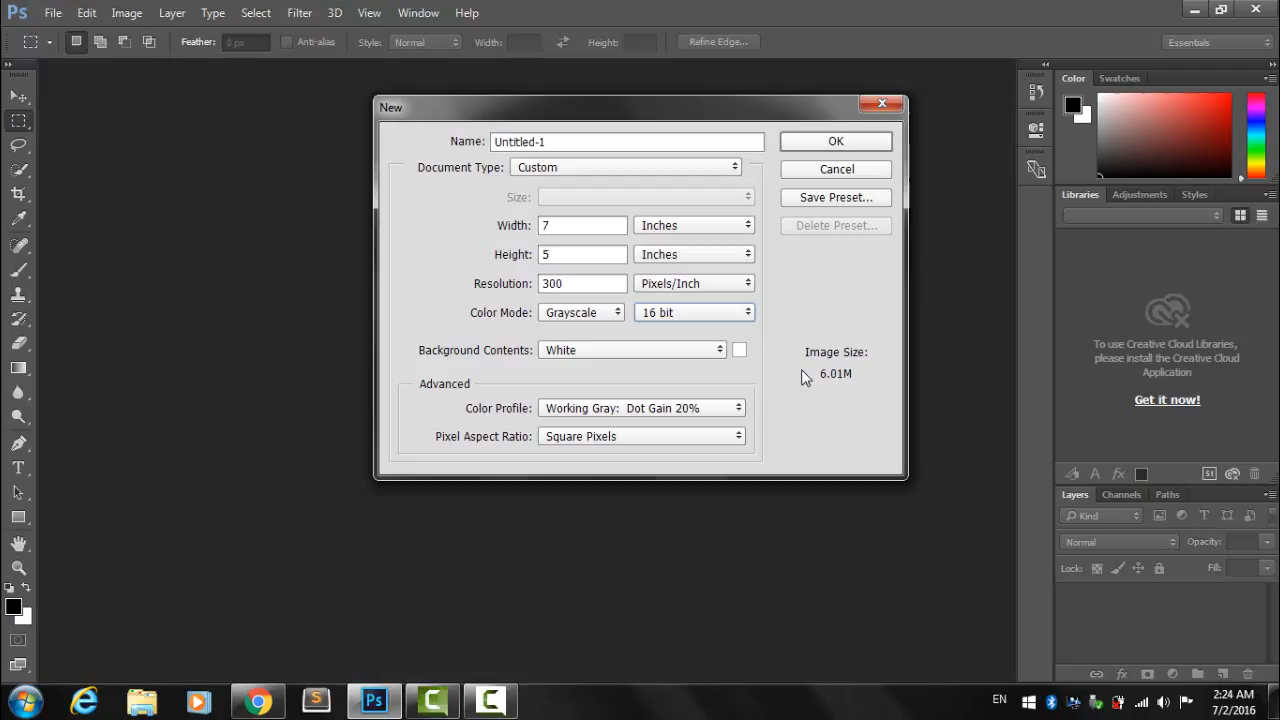 Ps File Edit Image Layer Type Select Filter 3D View Window Help
Feather: 0 px Anti-alias Style: Normal Width: Height: Refine Edge... Essentials
New
Name: Untitled-1 OK
Document Type: Custom Cancel
Size: Save Preset...
Width: 7 Inches Delete Preset...
Height: 5 Inches
Resolution: 300 Pixels/Inch
Color Mode: Grayscale 16 bit
Background Contents: White Image Size:
6.01M
Advanced
Color Profile: Working Gray: Dot Gain 20%
Pixel Aspect Ratio: Square Pixels
Color Swatches
Libraries Adjustments Styles
To use Creative Cloud Libraries,
please install the Creative Cloud
Application
Get it now!
Layers Channels Paths
Kind
Normal Opacity:
Lock: Fill:
Ps EN 2:24 AM
7/2/2016